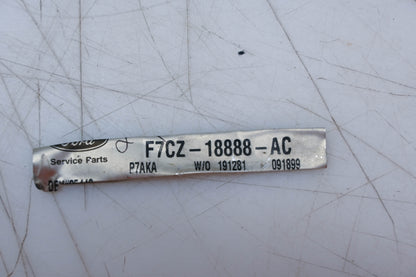 Ford
Service Parts
F7CZ-18888-AC
P7AKA W/O 191281 091899